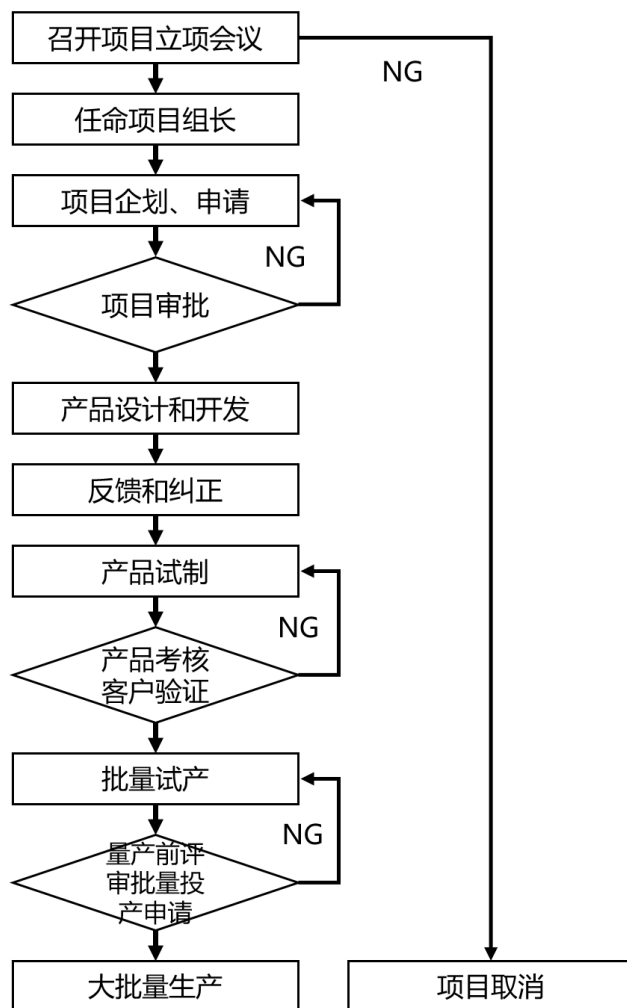 召开项目立项会议
NG
任命项目组长
项目企划、申请
NG
项目审批
产品设计和开发
反馈和纠正
产品试制
NG
产品考核
客户验证
批量试产
NG
量产前评
审批量投
产申请
大批量生产
项目取消